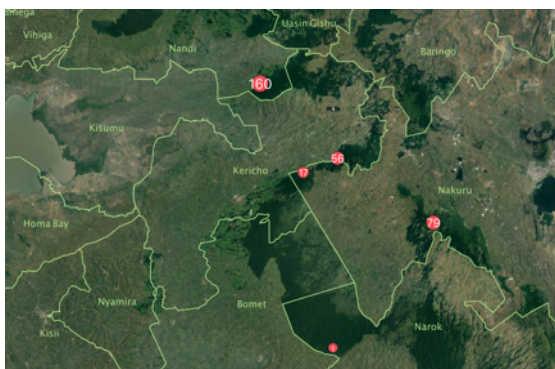 Uasin Gishu
Vihiga
Nandi
Baringo
160
Kisumu
56
Kericho
17
Nakuru
Homa Bay
79
Nyamira
Bomet
Narok
Kisii